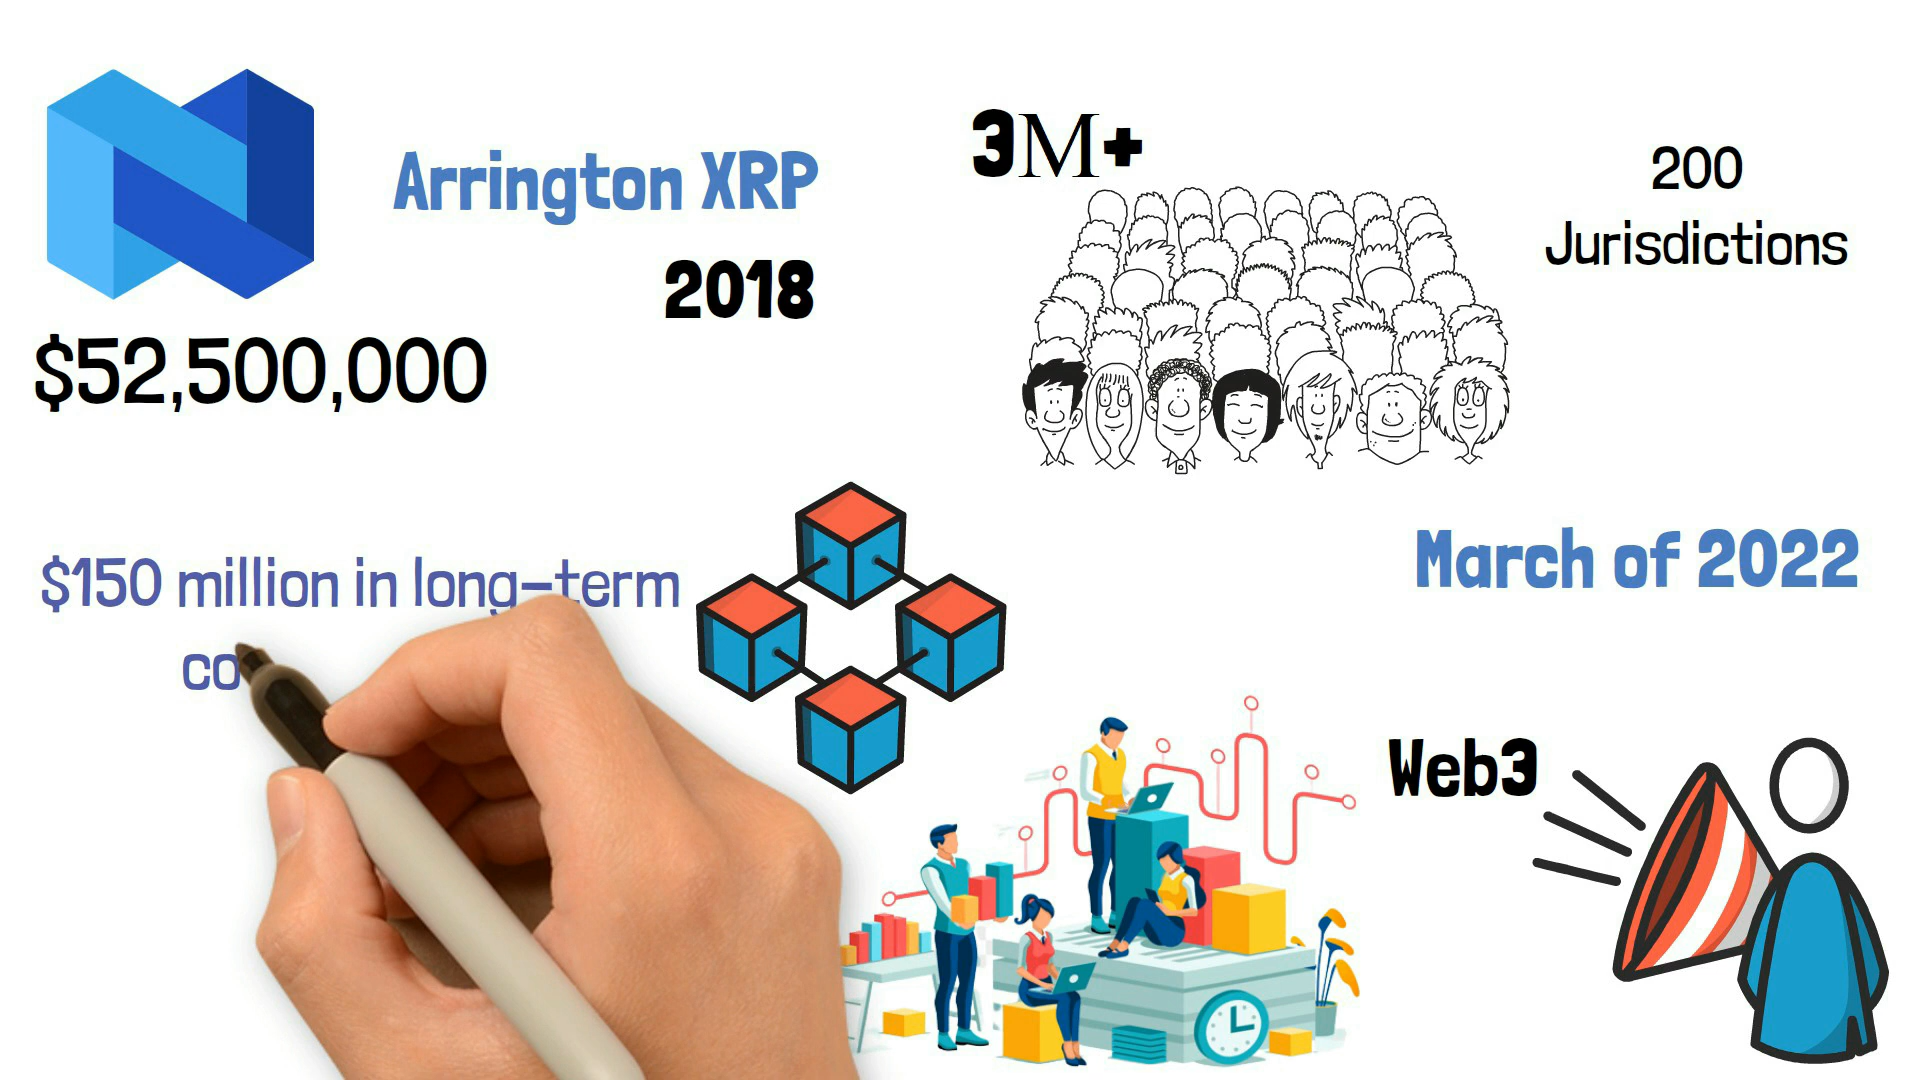 Arrington XRP
2018
$52,500,000
3M+
200
Jurisdictions
$150 million in long-term
co
March of 2022
Web3